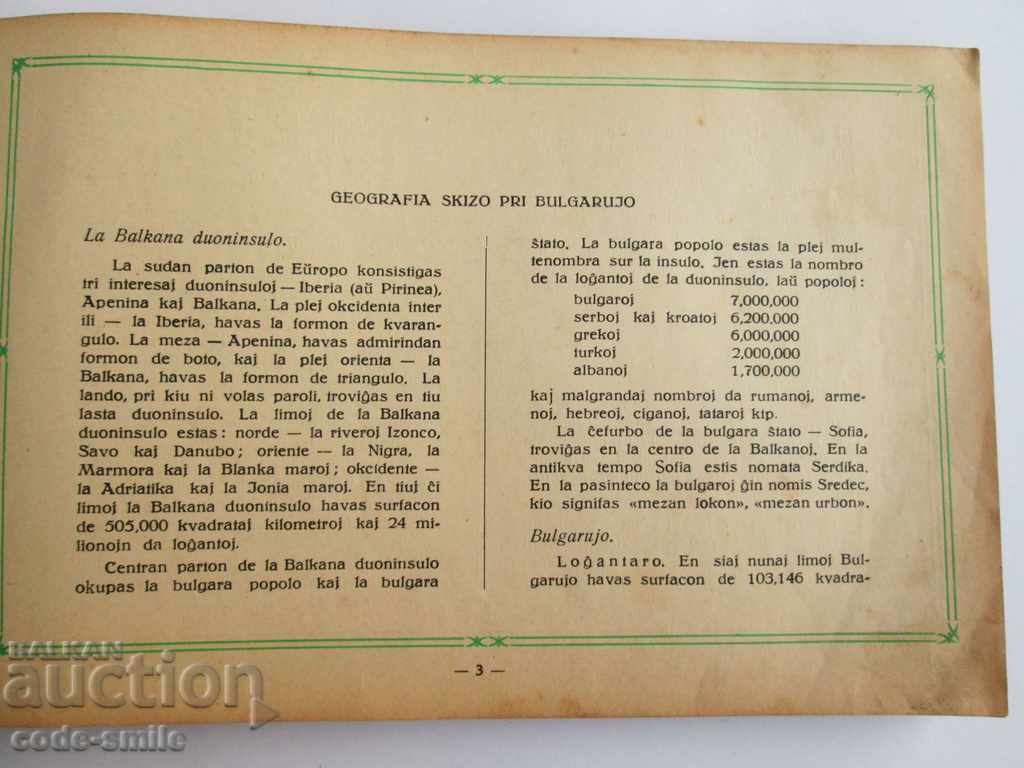 GEOGRAFIA SKIZO PRI BULGARUJO
La Balkana duoninsulo.
La sudan parton de Eŭropo konsistigas
tri interesaj duoninsuloj — Iberia (aŭ Pirinea),
Apenina kaj Balkana. La plej okcidenta inter
ili — la Iberia, havas la formon de kvaran-
gulo. La meza — Apenina, havas admirindan
formon de boto, kaj la plej orienta — la
Balkana, havas la formon de triangulo. La
lando, pri kiu ni volas paroli, troviĝas en tiu
lasta duoninsulo. La limoj de la Balkana
duoninsulo estas: norde — la riveroj Izonco,
Savo kaj Danubo; oriente — la Nigra, la
Marmora kaj la Blanka maroj; okcidente —
la Adriatika kaj la Jonia maroj. En tiuj ĉi
limoj la Balkana duoninsulo havas surfacon
de 505,000 kvadrataj kilometroj kaj 24 mi-
lionojn da loĝantoj.
Centran parton de la Balkana duoninsulo
okupas la bulgara popolo kaj la bulgara
ŝtato. La bulgara popolo estas la plej mul-
tenombra sur la insulo. Jen estas la nombro
de la loĝantoj de la duoninsulo, laŭ popoloj:
bulgaroj 7,000,000
serboj kaj kroatoj 6,200,000
grekoj 6,000,000
turkoj 2,000,000
albanoj 1,700,000
kaj malgrandaj nombroj da rumanoj, arme-
noj, hebreoj, ciganoj, tataroj ktp.
La ĉefurbo de la bulgara ŝtato — Sofia,
troviĝas en la centro de la Balkanoj. En la
antikva tempo Sofia estis nomata Serdika.
En la pasinteco la bulgaroj ĝin nomis Sredec,
kio signifas «mezan lokon», «mezan urbon».
Bulgarujo.
Loĝantaro. En siaj nunaj limoj Bul-
garujo havas surfacon de 103,146 kvadra-
— 3 —
BALKAN
auction
code-smile